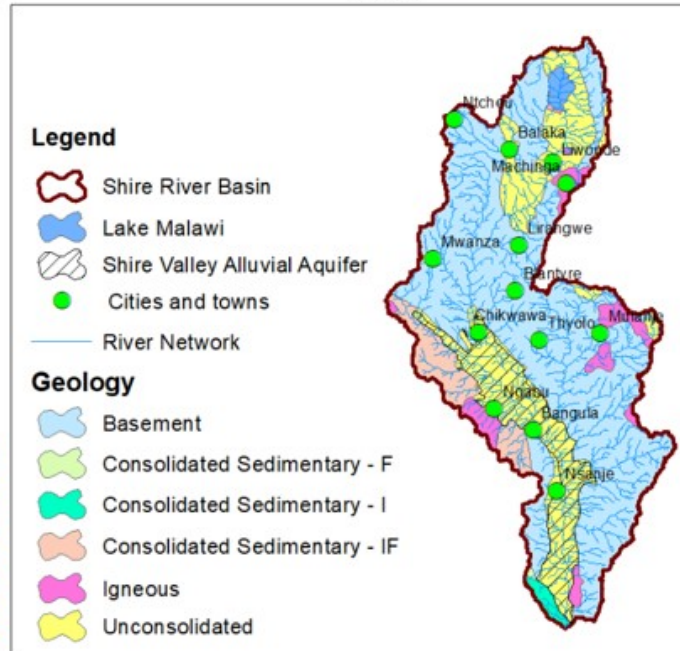 Legend
Shire River Basin
Lake Malawi
Shire Valley Alluvial Aquifer
Cities and towns
River Network
Geology
Basement
Consolidated Sedimentary - F
Consolidated Sedimentary - I
Consolidated Sedimentary - IF
Igneous
Unconsolidated
Ntcheu
Balaka
Liwonde
Machinga
Lirangwe
Mwanza
Blantyre
Chikwawa
Thyolo
Mulanje
Ngabu
Bangula
Nsanje